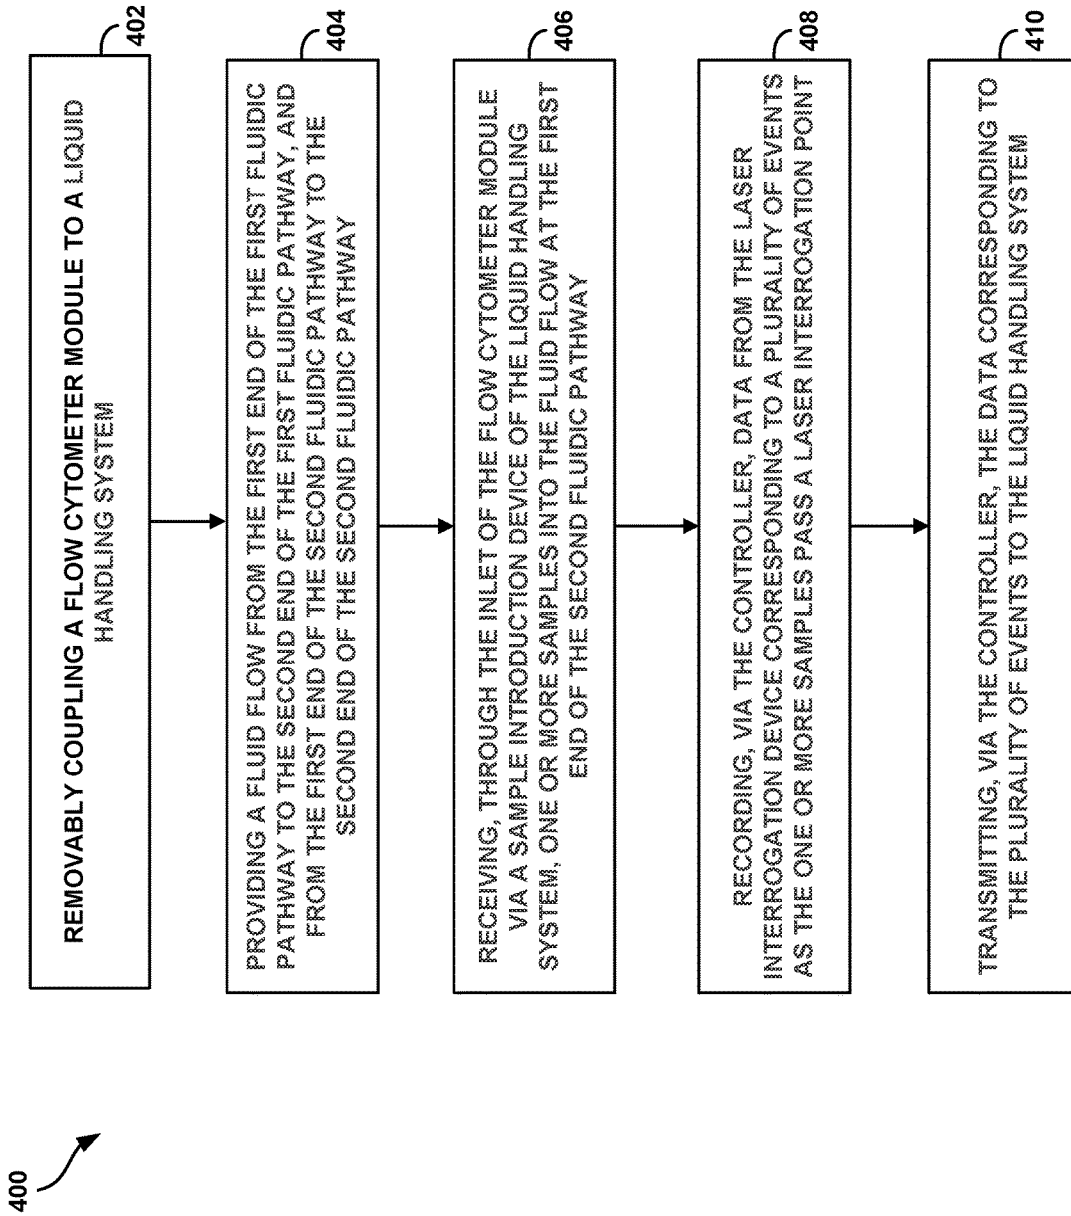 400
402
REMOVABLY COUPLING A FLOW CYTOMETER MODULE TO A LIQUID
HANDLING SYSTEM
404
PROVIDING A FLUID FLOW FROM THE FIRST END OF THE FIRST FLUIDIC
PATHWAY TO THE SECOND END OF THE FIRST FLUIDIC PATHWAY, AND
FROM THE FIRST END OF THE SECOND FLUIDIC PATHWAY TO THE
SECOND END OF THE SECOND FLUIDIC PATHWAY
406
RECEIVING, THROUGH THE INLET OF THE FLOW CYTOMETER MODULE
VIA A SAMPLE INTRODUCTION DEVICE OF THE LIQUID HANDLING
SYSTEM, ONE OR MORE SAMPLES INTO THE FLUID FLOW AT THE FIRST
END OF THE SECOND FLUIDIC PATHWAY
408
RECORDING, VIA THE CONTROLLER, DATA FROM THE LASER
INTERROGATION DEVICE CORRESPONDING TO A PLURALITY OF EVENTS
AS THE ONE OR MORE SAMPLES PASS A LASER INTERROGATION POINT
410
TRANSMITTING, VIA THE CONTROLLER, THE DATA CORRESPONDING TO
THE PLURALITY OF EVENTS TO THE LIQUID HANDLING SYSTEM